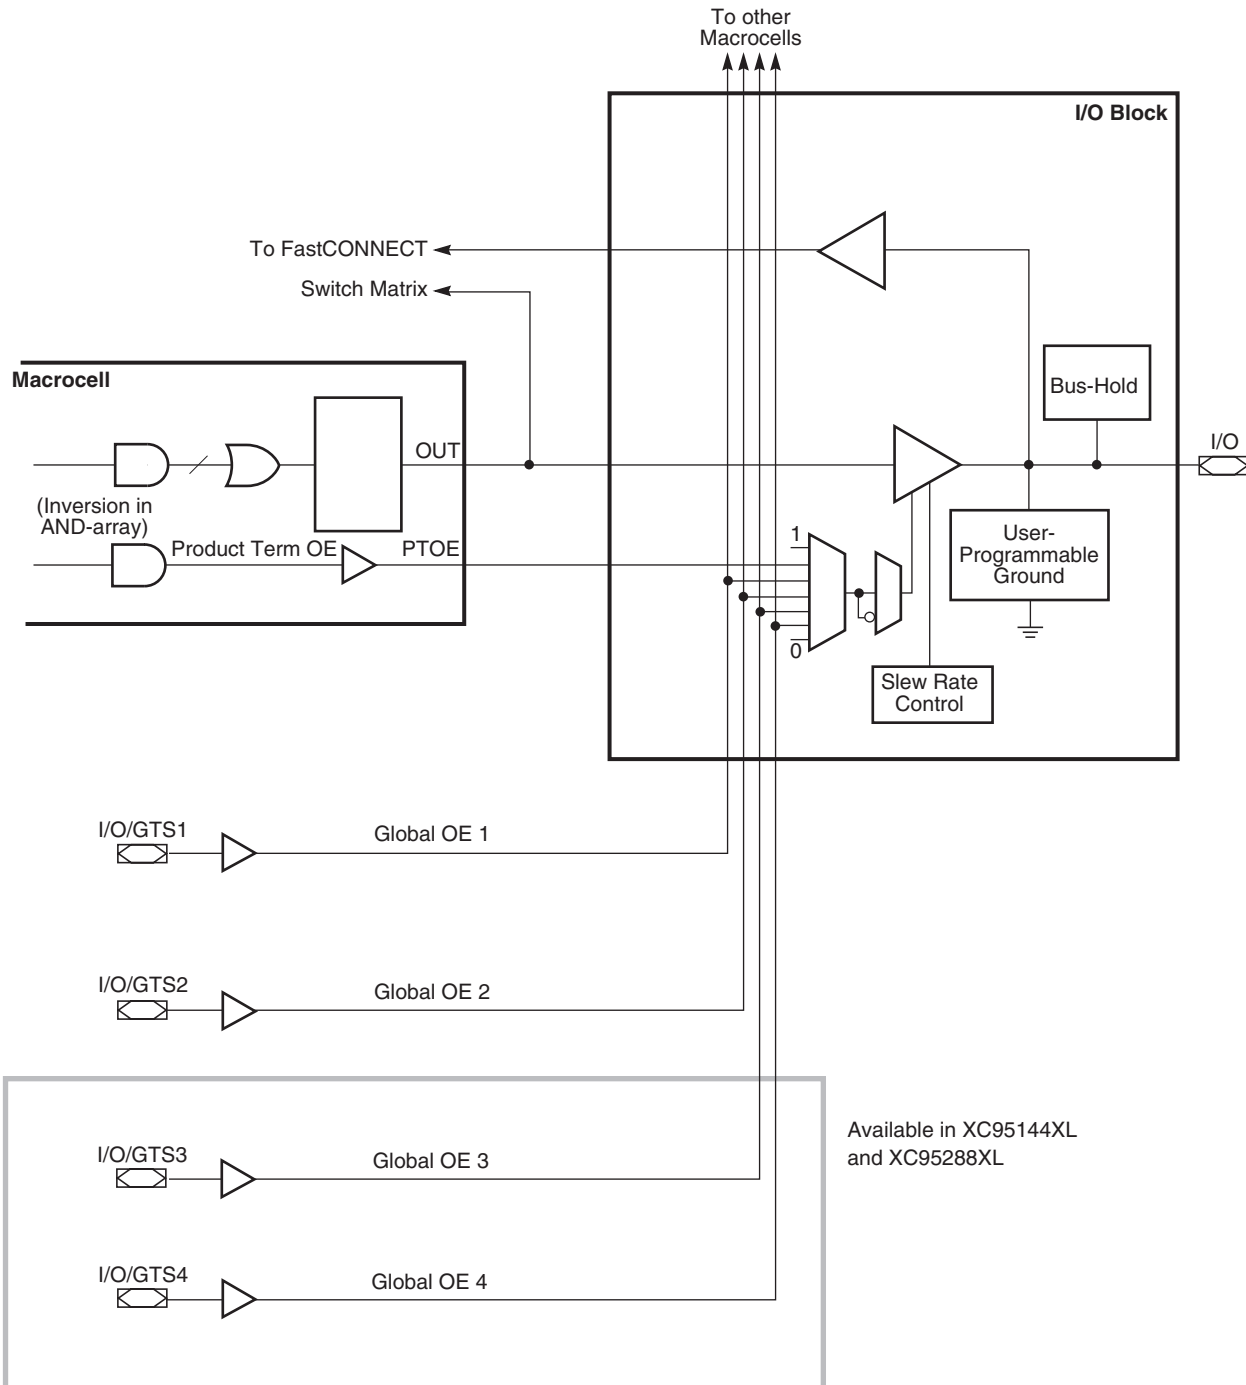 To other
Macrocells
I/O Block
To FastCONNECT
Switch Matrix
Macrocell
Bus-Hold
OUT
I/O
(Inversion in
AND-array)
User-
Programmable
Ground
1
Product Term OE
PTOE
0
Slew Rate
Control
I/O/GTS1
Global OE 1
I/O/GTS2
Global OE 2
Available in XC95144XL
and XC95288XL
I/O/GTS3
Global OE 3
I/O/GTS4
Global OE 4